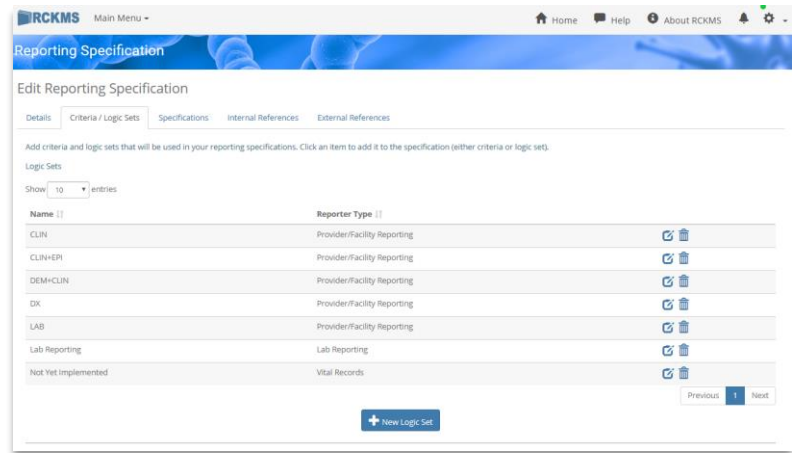 RCKMS Main Menu Home Help About RCKMS
Reporting Specification
Edit Reporting Specification
Details Criteria / Logic Sets Specifications Internal References External References
Add criteria and logic sets that will be used in your reporting specifications. Click an item to add it to the specification (either criteria or logic set).
Logic Sets
Show 10 entries
Name Reporter Type
CLIN Provider/Facility Reporting
CLIN+EPI Provider/Facility Reporting
DEM+CLIN Provider/Facility Reporting
DX Provider/Facility Reporting
LAB Provider/Facility Reporting
Lab Reporting Lab Reporting
Not Yet Implemented Vital Records
Previous 1 Next
New Logic Set